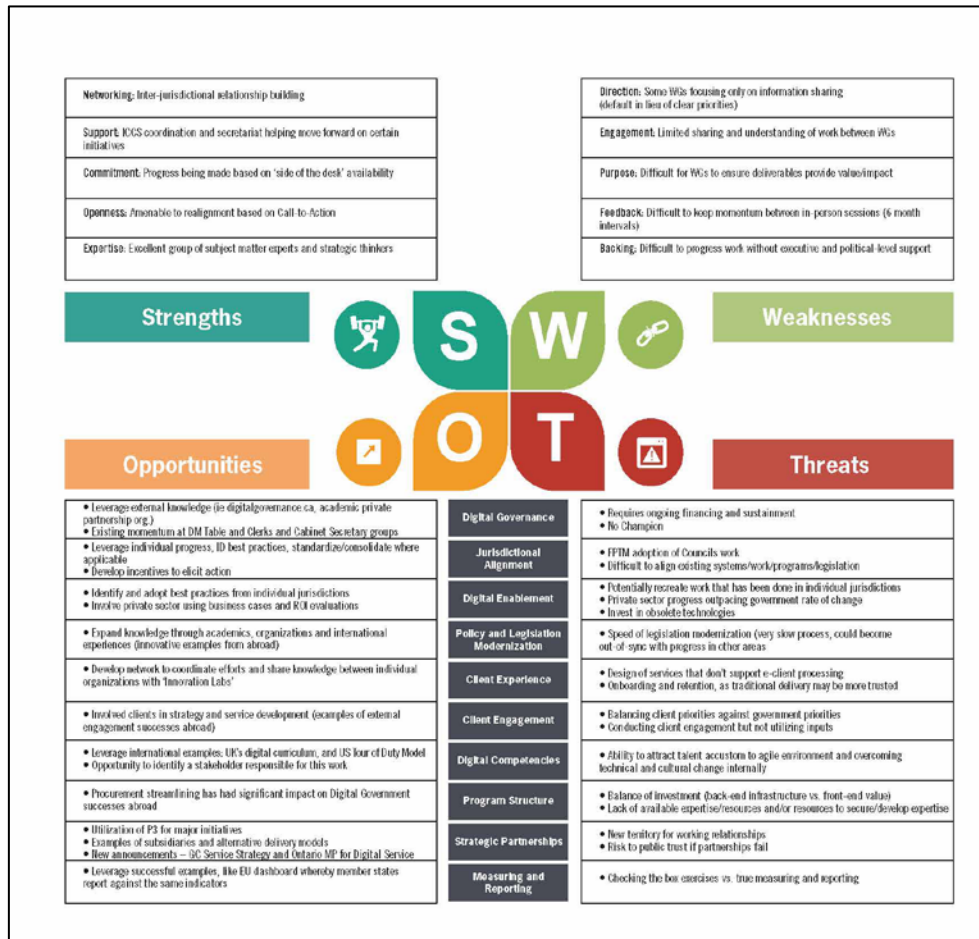 Networking: Inter-jurisdictional relationship building
Support: ICCS coordination and secretariat helping move forward on certain
initiatives
Commitment: Progress being made based on 'side of the desk' availability
Openness: Amenable to realignment based on Call-to-Action
Expertise: Excellent group of subject matter experts and strategic thinkers
Direction: Some WGs focusing only on information sharing
(default in lieu of clear priorities)
Engagement: Limited sharing and understanding of work between WGs
Purpose: Difficult for WGs to ensure deliverables provide value/impact
Feedback: Difficult to keep momentum between in-person sessions (6 month
intervals)
Backing: Difficult to progress work without executive and political-level support
Strengths
S
W
Weaknesses
Opportunities
O
T
Threats
• Leverage external knowledge (ie digitalgovernance.ca, academic private
partnership org.)
• Existing momentum at DM Table and Clerks and Cabinet Secretary groups
Digital Governance
• Requires ongoing financing and sustainment
• No Champion
• Leverage individual progress, ID best practices, standardize/consolidate where
applicable
• Develop incentives to elicit action
Jurisdictional
Alignment
• FPTM adoption of Councils work
• Difficult to align existing systems/work/programs/legislation
• Identify and adopt best practices from individual jurisdictions
• Involve private sector using business cases and ROI evaluations
Digital Enablement
• Potentially recreate work that has been done in individual jurisdictions
• Private sector progress outpacing government rate of change
• Invest in obsolete technologies
• Expand knowledge through academics, organizations and international
experiences (innovative examples from abroad)
Policy and Legislation
Modernization
• Speed of legislation modernization (very slow process, could become
out-of-sync with progress in other areas
• Develop network to coordinate efforts and share knowledge between individual
organizations with 'Innovation Labs'
Client Experience
• Design of services that don't support e-client processing
• Onboarding and retention, as traditional delivery may be more trusted
• Involved clients in strategy and service development (examples of external
engagement successes abroad)
Client Engagement
• Balancing client priorities against government priorities
• Conducting client engagement but not utilizing inputs
• Leverage international examples: UK's digital curriculum, and US Tour of Duty Model
• Opportunity to identify a stakeholder responsible for this work
Digital Competencies
• Ability to attract talent accustom to agile environment and overcoming
technical and cultural change internally
• Procurement streamlining has had significant impact on Digital Government
successes abroad
Program Structure
• Balance of investment (back-end infrastructure vs. front-end value)
• Lack of available expertise/resources and/or resources to secure/develop expertise
• Utilization of P3 for major initiatives
• Examples of subsidiaries and alternative delivery models
• New announcements – GC Service Strategy and Ontario MP for Digital Service
Strategic Partnerships
• New territory for working relationships
• Risk to public trust if partnerships fail
• Leverage successful examples, like EU dashboard whereby member states
report against the same indicators
Measuring and
Reporting
• Checking the box exercises vs. true measuring and reporting